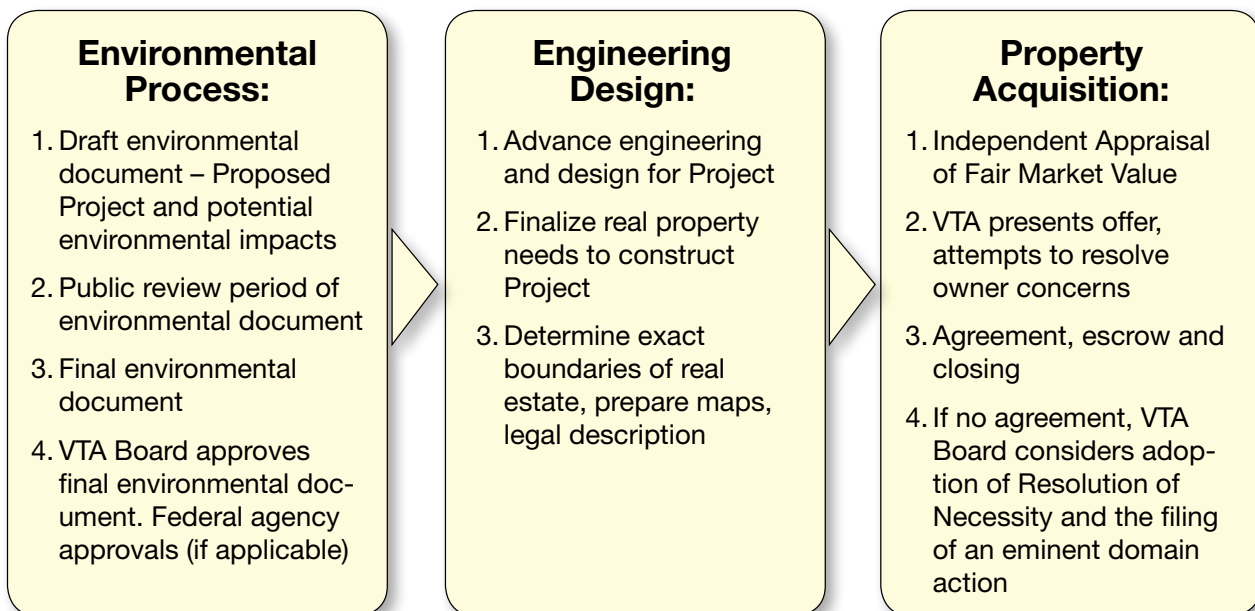 Environmental
Process:
1. Draft environmental
document – Proposed
Project and potential
environmental impacts
2. Public review period of
environmental document
3. Final environmental
document
4. VTA Board approves
final environmental doc-
ument. Federal agency
approvals (if applicable)
Engineering
Design:
1. Advance engineering
and design for Project
2. Finalize real property
needs to construct
Project
3. Determine exact
boundaries of real
estate, prepare maps,
legal description
Property
Acquisition:
1. Independent Appraisal
of Fair Market Value
2. VTA presents offer,
attempts to resolve
owner concerns
3. Agreement, escrow and
closing
4. If no agreement, VTA
Board considers adop-
tion of Resolution of
Necessity and the filing
of an eminent domain
action